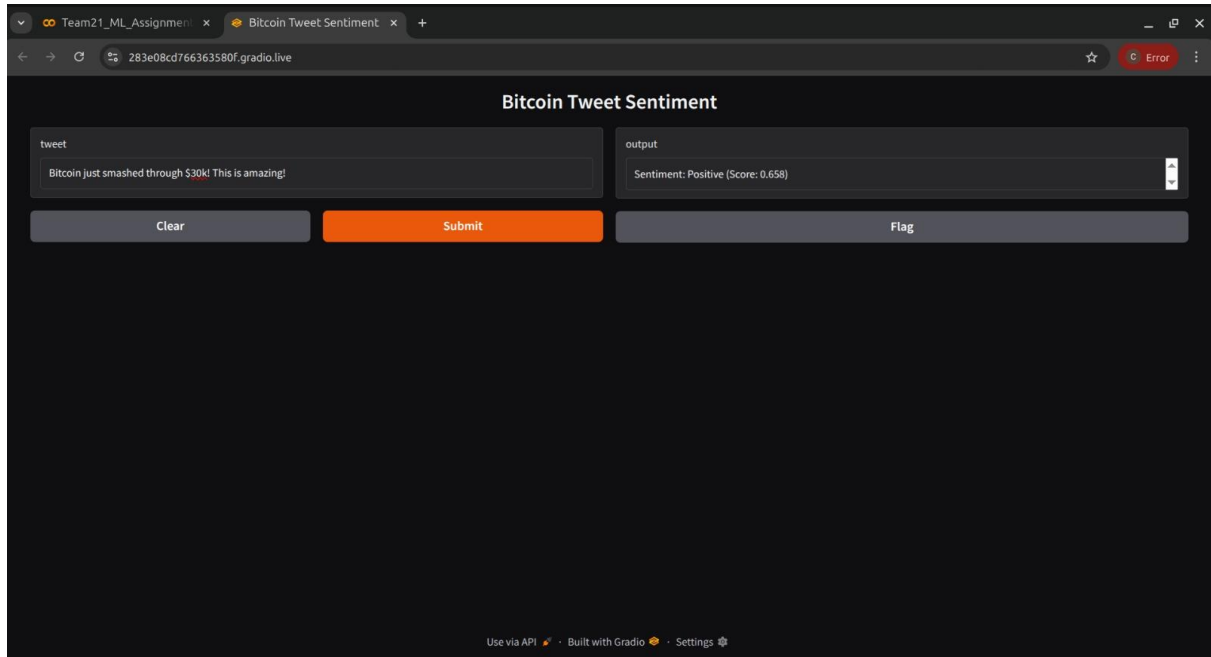 Team21_ML_Assignmen
Bitcoin Tweet Sentiment
283e08cd766363580f.gradio.live
C Error
Bitcoin Tweet Sentiment
tweet
output
Bitcoin just smashed through $30k! This is amazing!
Sentiment: Positive (Score: 0.658)
Clear
Submit
Flag
Use via API · Built with Gradio · Settings